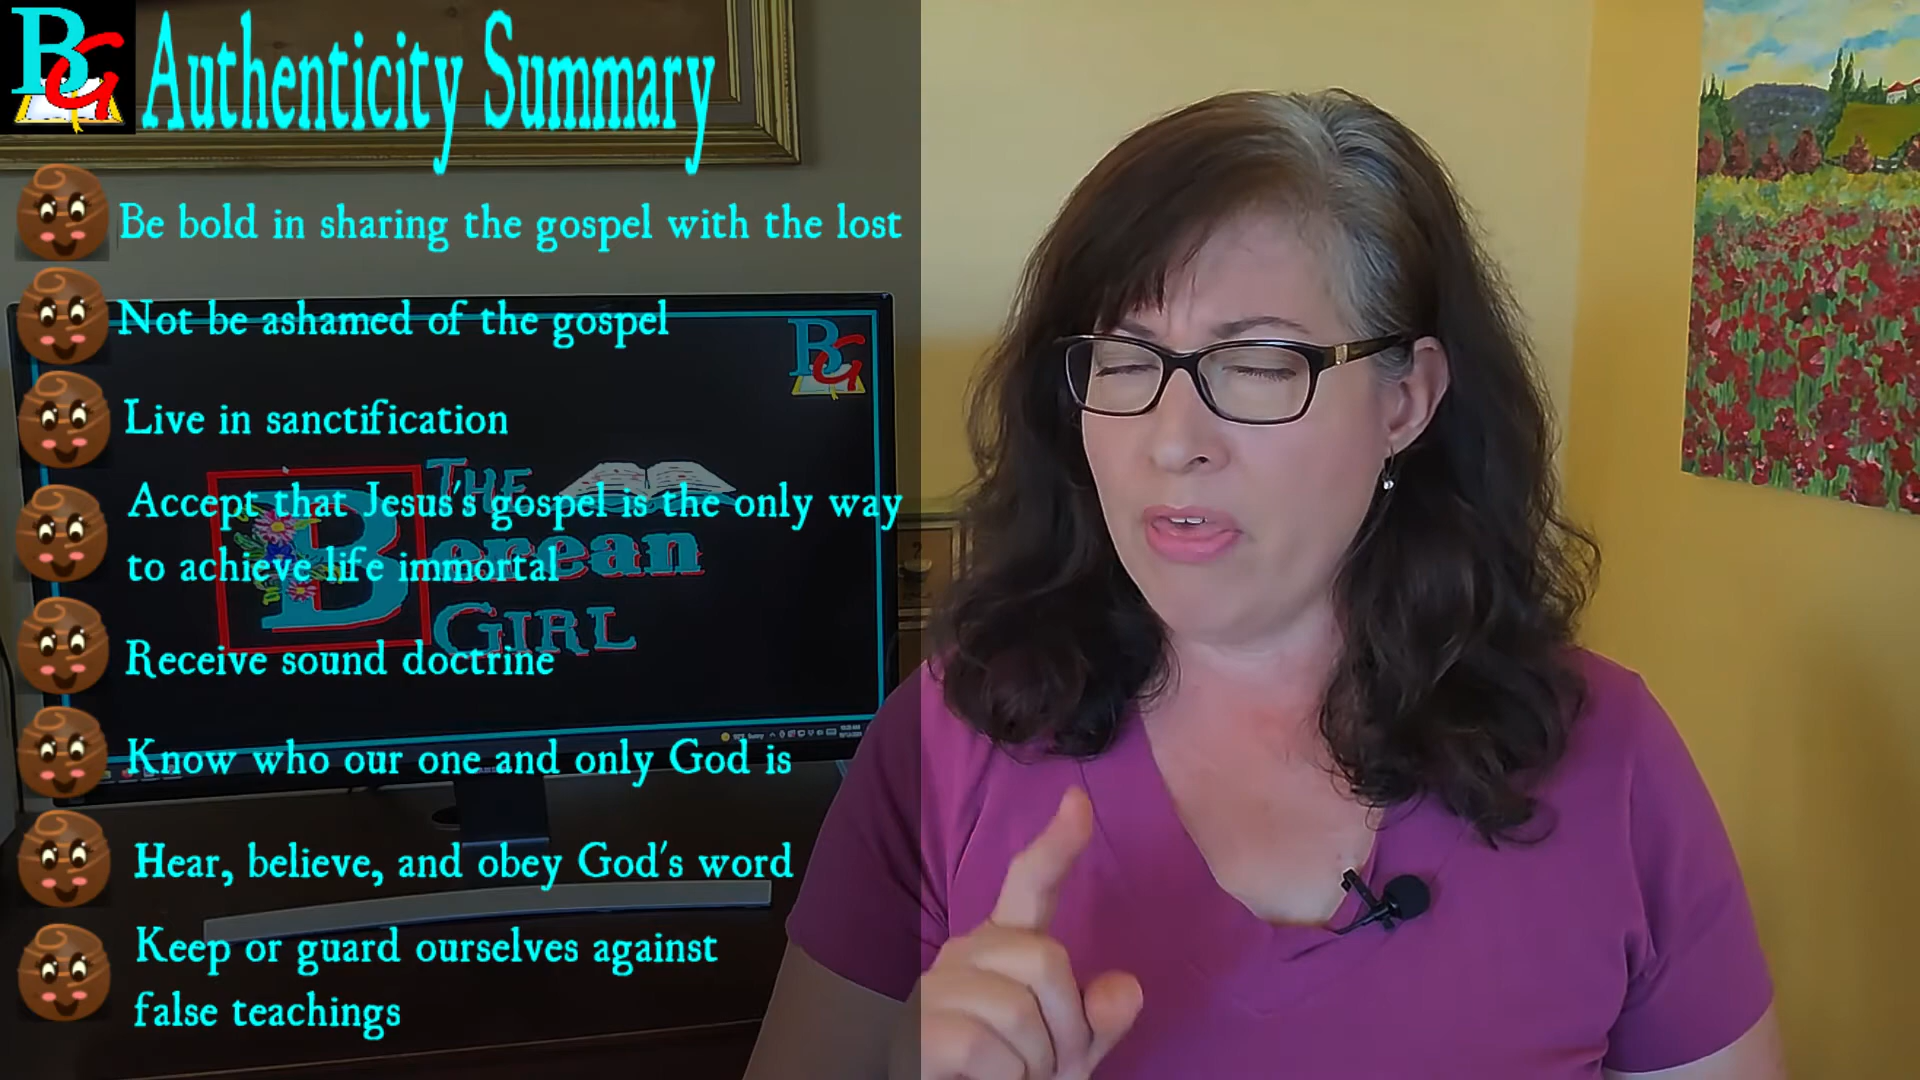 BG Authenticity Summary
Be bold in sharing the gospel with the lost
Not be ashamed of the gospel
BG
Live in sanctification
Accept that Jesus's gospel is the only way
to achieve life immortal
THE
Berean
GIRL
Receive sound doctrine
Know who our one and only God is
Hear, believe, and obey God's word
Keep or guard ourselves against
false teachings